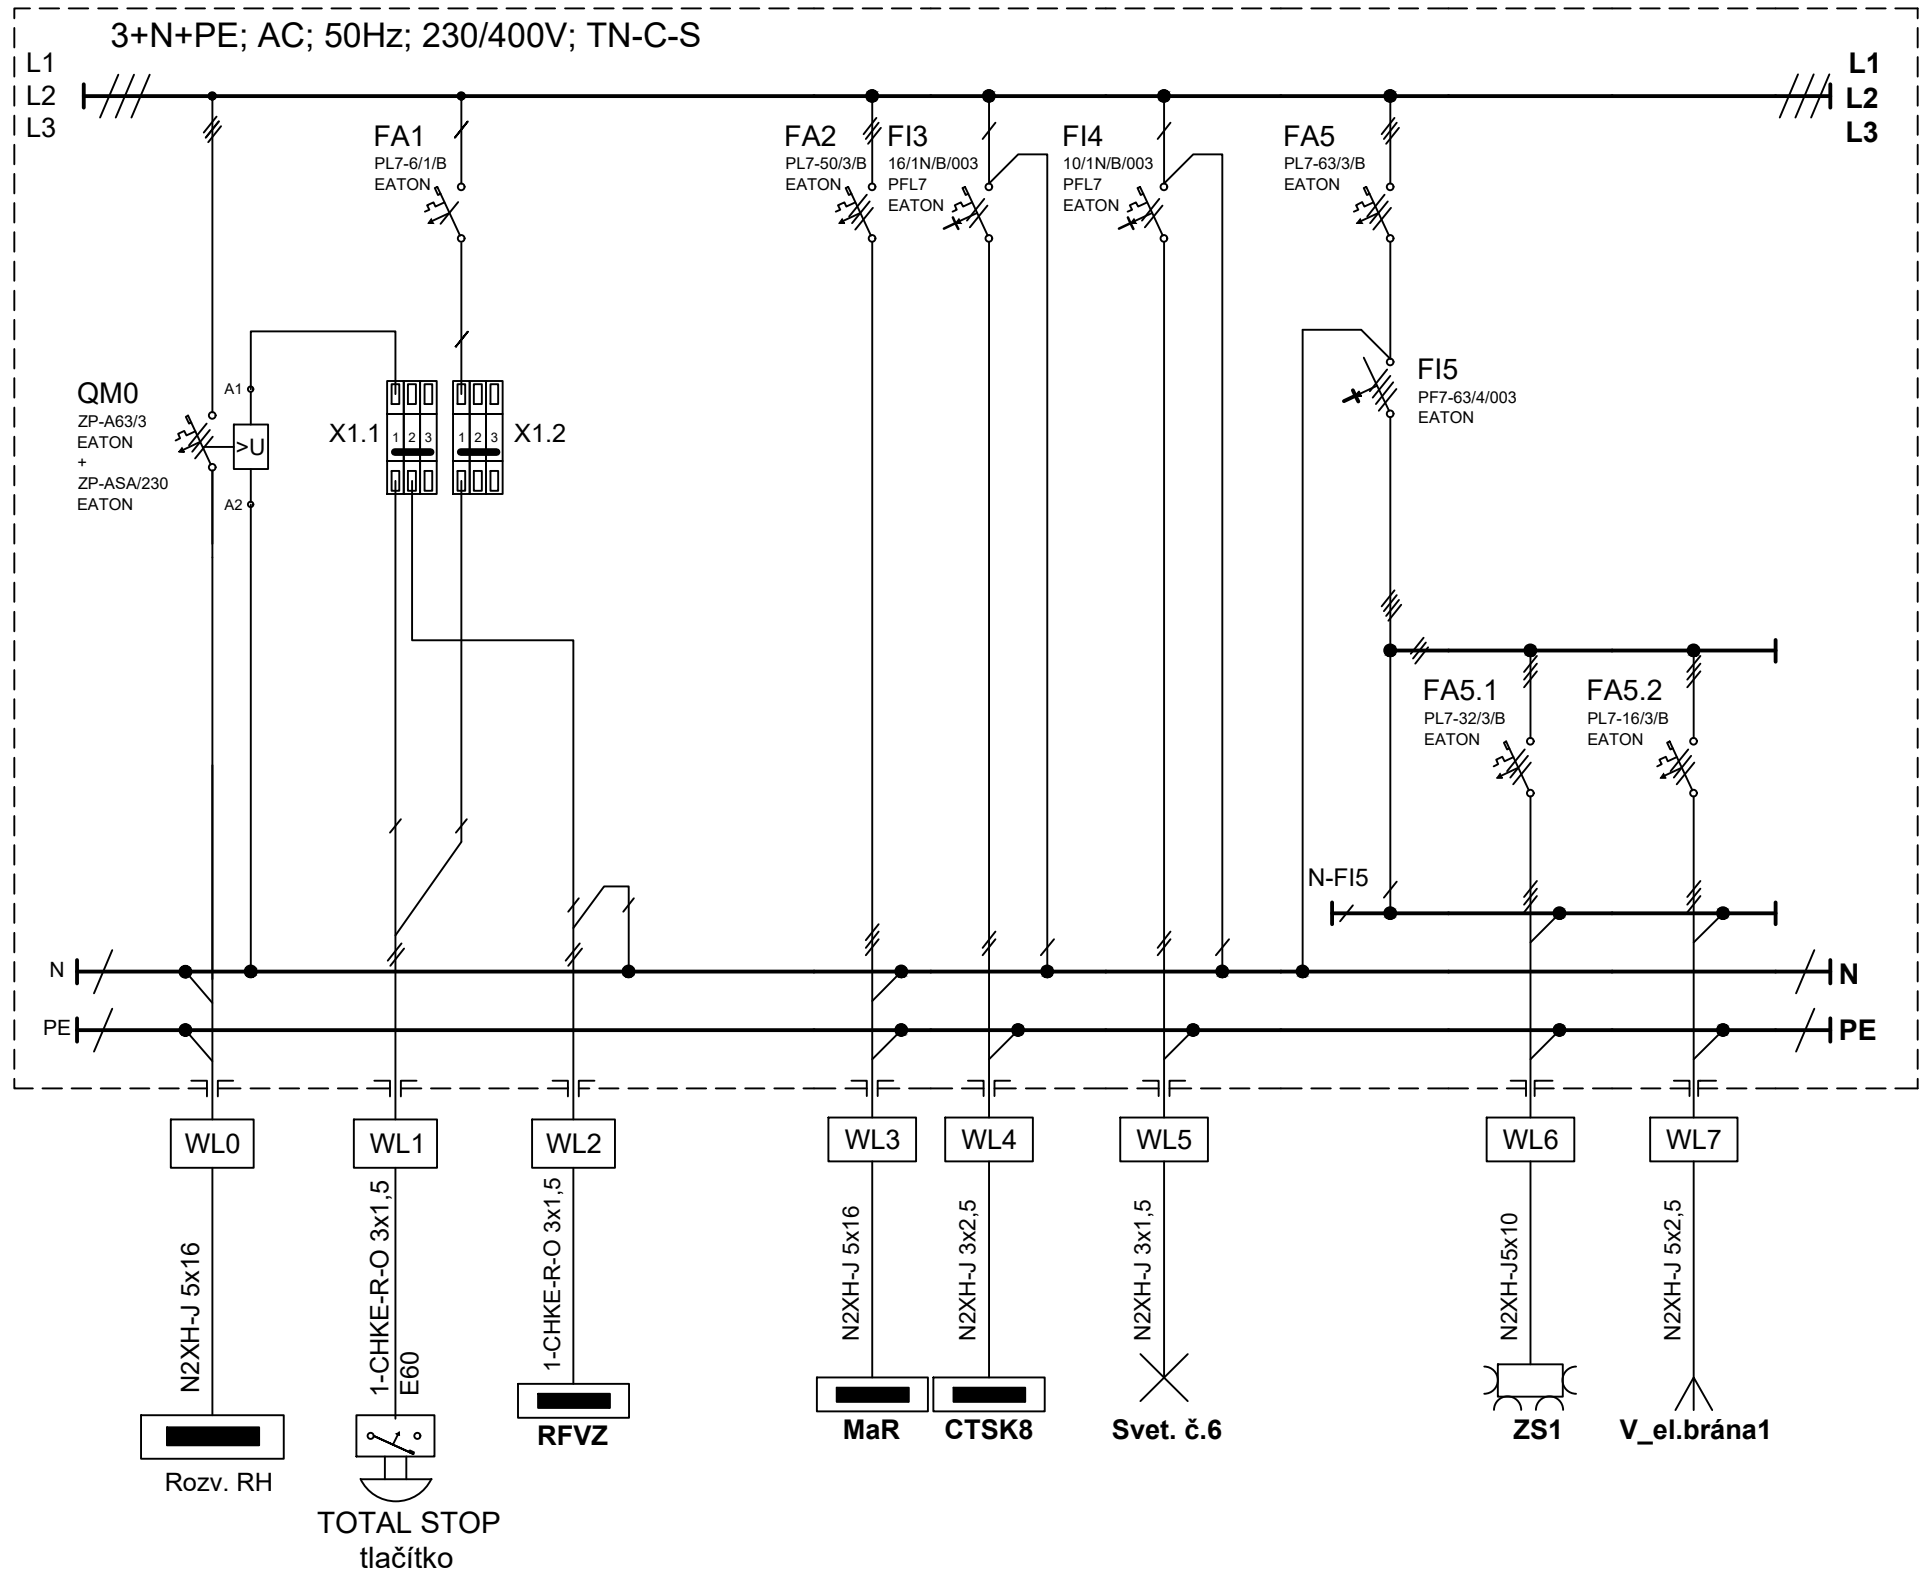 3+N+PE; AC; 50Hz; 230/400V; TN-C-S
L1
L2
L3
L1
L2
L3
FA1
PL7-6/1/B
EATON
FA2
PL7-50/3/B
EATON
FI3
16/1N/B/003
PFL7
EATON
FI4
10/1N/B/003
PFL7
EATON
FA5
PL7-63/3/B
EATON
QM0
ZP-A63/3
EATON
+
ZP-ASA/230
EATON
A1
>U
A2
X1.1
1 2 3
1 2 3
X1.2
FI5
PF7-63/4/003
EATON
FA5.1
PL7-32/3/B
EATON
FA5.2
PL7-16/3/B
EATON
N-FI5
N
N
PE
PE
WL0
WL1
WL2
WL3
WL4
WL5
WL6
WL7
N2XH-J 5x16
1-CHKE-R-O 3x1,5
E60
1-CHKE-R-O 3x1,5
N2XH-J 5x16
N2XH-J 3x2,5
N2XH-J 3x1,5
N2XH-J5x10
N2XH-J 5x2,5
Rozv. RH
TOTAL STOP
tlačítko
RFVZ
MaR
CTSK8
Svet. č.6
ZS1
V_el.brána1